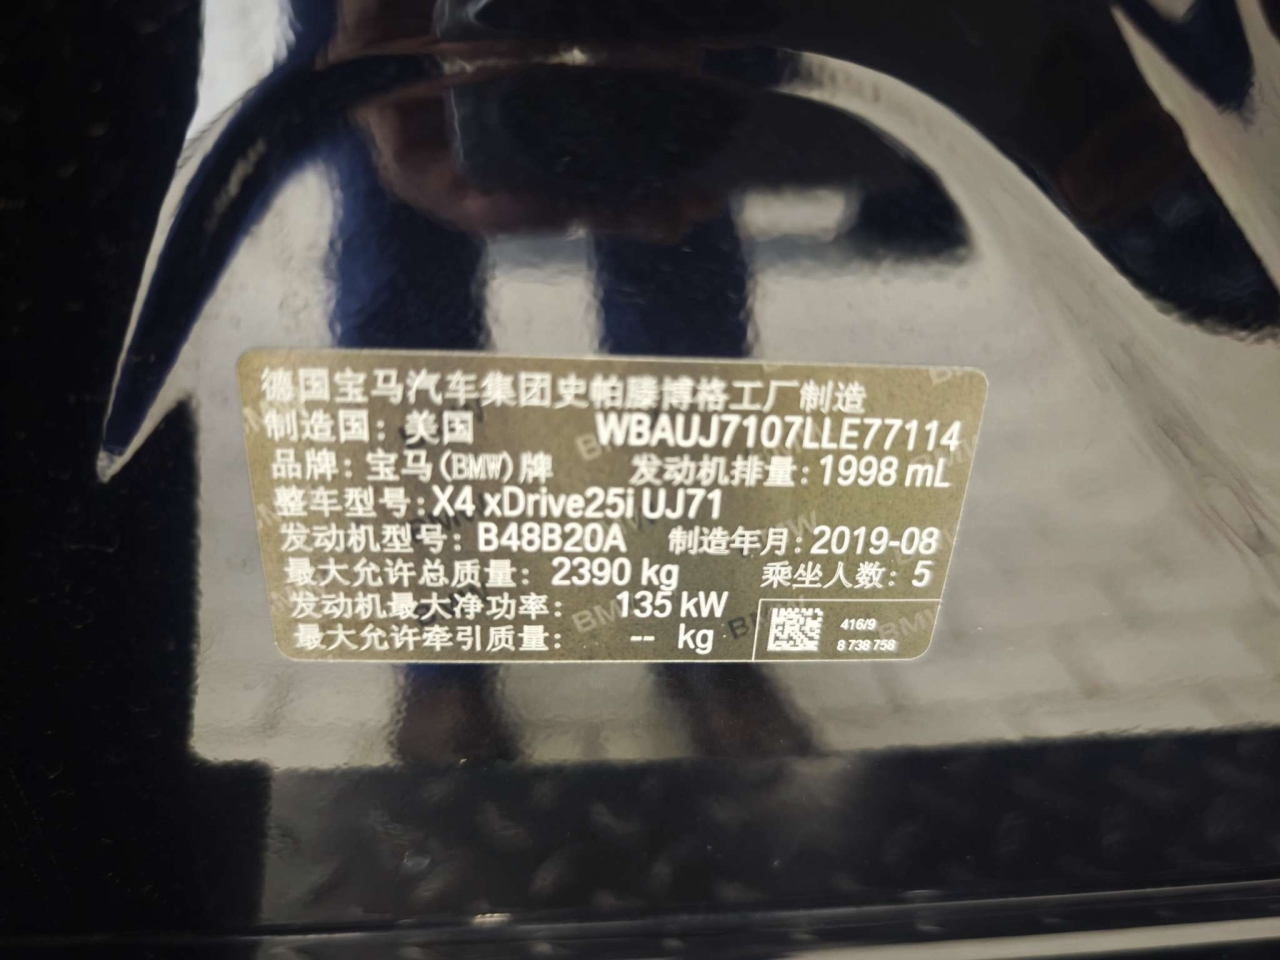 德国宝马汽车集团史帕滕博格工厂制造
制造国：美国 WBAUJ7107LLE77114
品牌：宝马(BMW)牌 发动机排量：1998 mL
整车型号：X4 xDrive25i UJ71
发动机型号：B48B20A 制造年月：2019-08
最大允许总质量：2390 kg 乘坐人数：5
发动机最大净功率：135 kW
最大允许牵引质量：-- kg
416/9
8 738 758